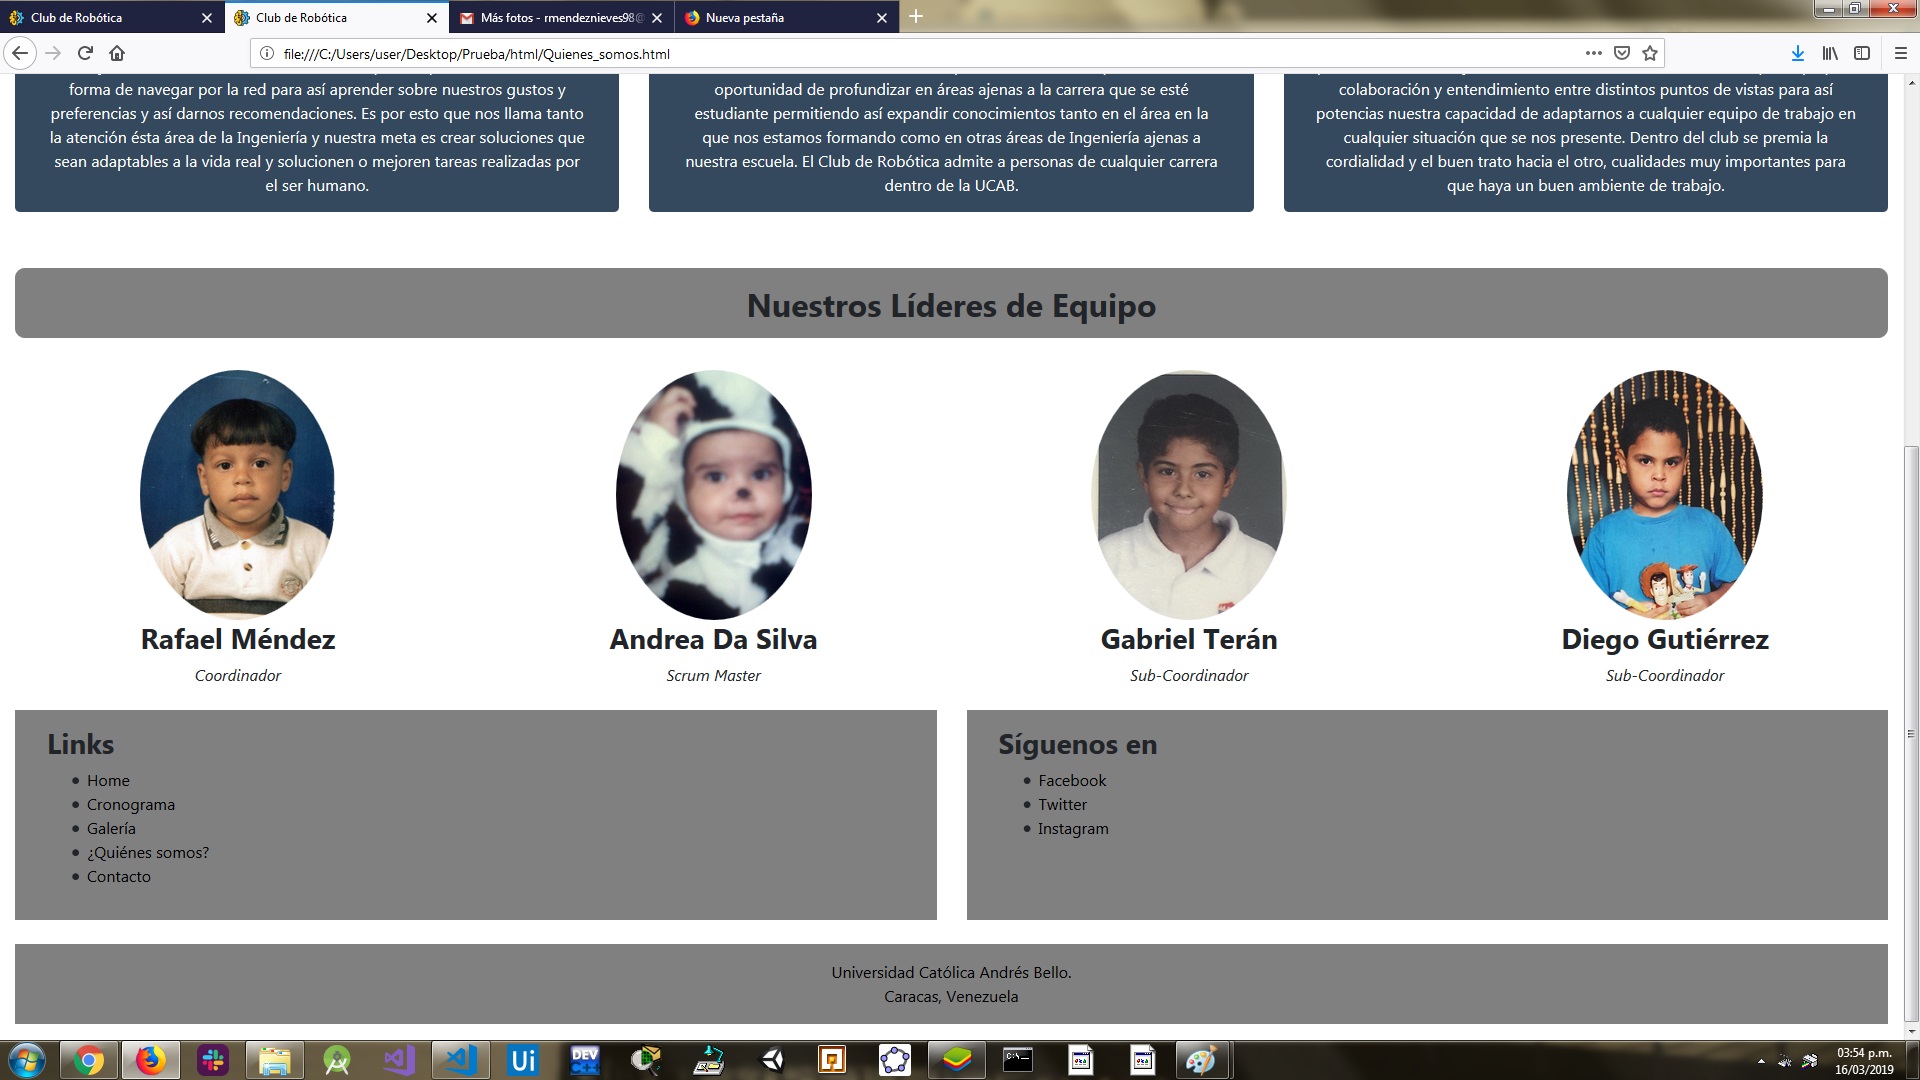 Club de Robótica
Club de Robótica
Más fotos - rmendeznieves98@
Nueva pestaña
file:///C:/Users/user/Desktop/Prueba/html/Quienes_somos.html
forma de navegar por la red para así aprender sobre nuestros gustos y
preferencias y así darnos recomendaciones. Es por esto que nos llama tanto
la atención ésta área de la Ingeniería y nuestra meta es crear soluciones que
sean adaptables a la vida real y solucionen o mejoren tareas realizadas por
el ser humano.
oportunidad de profundizar en áreas ajenas a la carrera que se esté
estudiante permitiendo así expandir conocimientos tanto en el área en la
que nos estamos formando como en otras áreas de Ingeniería ajenas a
nuestra escuela. El Club de Robótica admite a personas de cualquier carrera
dentro de la UCAB.
colaboración y entendimiento entre distintos puntos de vistas para así
potencias nuestra capacidad de adaptarnos a cualquier equipo de trabajo en
cualquier situación que se nos presente. Dentro del club se premia la
cordialidad y el buen trato hacia el otro, cualidades muy importantes para
que haya un buen ambiente de trabajo.
Nuestros Líderes de Equipo
Rafael Méndez
Coordinador
Andrea Da Silva
Scrum Master
Gabriel Terán
Sub-Coordinador
Diego Gutiérrez
Sub-Coordinador
Links
Home
Cronograma
Galería
¿Quiénes somos?
Contacto
Síguenos en
Facebook
Twitter
Instagram
Universidad Católica Andrés Bello.
Caracas, Venezuela
Ui
DEV
C:\_
03:54 p.m.
16/03/2019